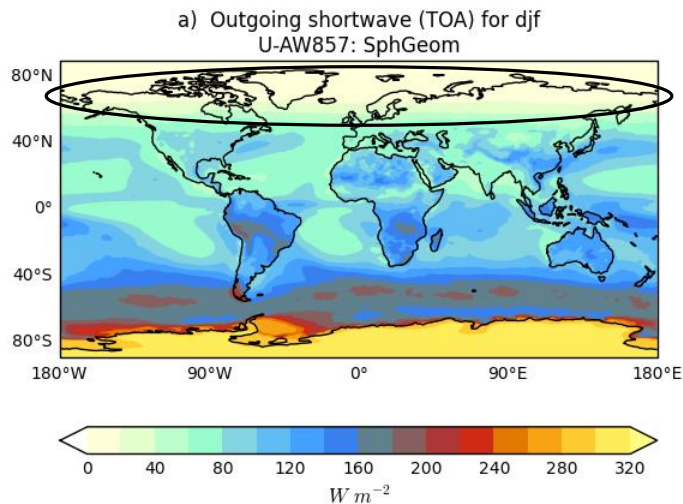 a)  Outgoing shortwave (TOA) for djf
U-AW857: SphGeom
80°N
40°N
0°
40°S
80°S
180°W 90°W 0° 90°E 180°E
0 40 80 120 160 200 240 280 320
W m⁻²